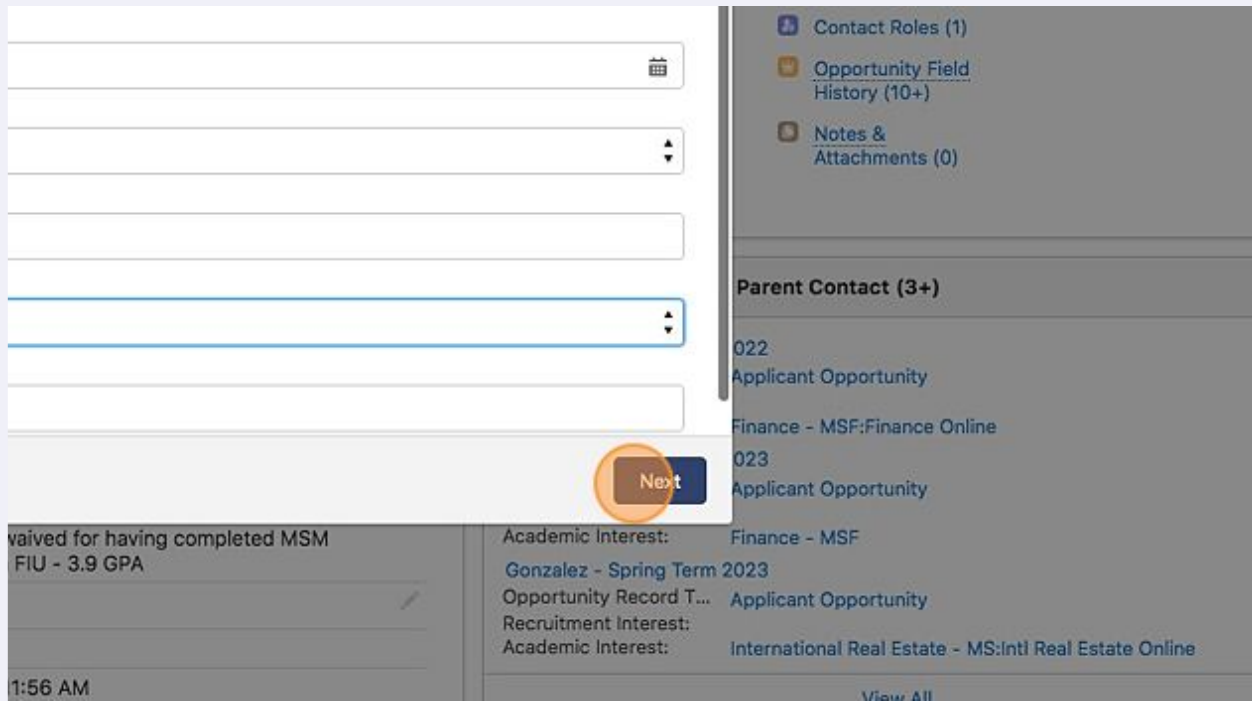 Contact Roles (1)
Opportunity Field
History (10+)
Notes &
Attachments (0)
Parent Contact (3+)
022
Applicant Opportunity
Finance - MSF:Finance Online
023
Applicant Opportunity
Next
waived for having completed MSM
FIU - 3.9 GPA
Academic Interest:
Finance - MSF
Gonzalez - Spring Term 2023
Opportunity Record T...
Applicant Opportunity
Recruitment Interest:
Academic Interest:
International Real Estate - MS:Intl Real Estate Online
1:56 AM
View All